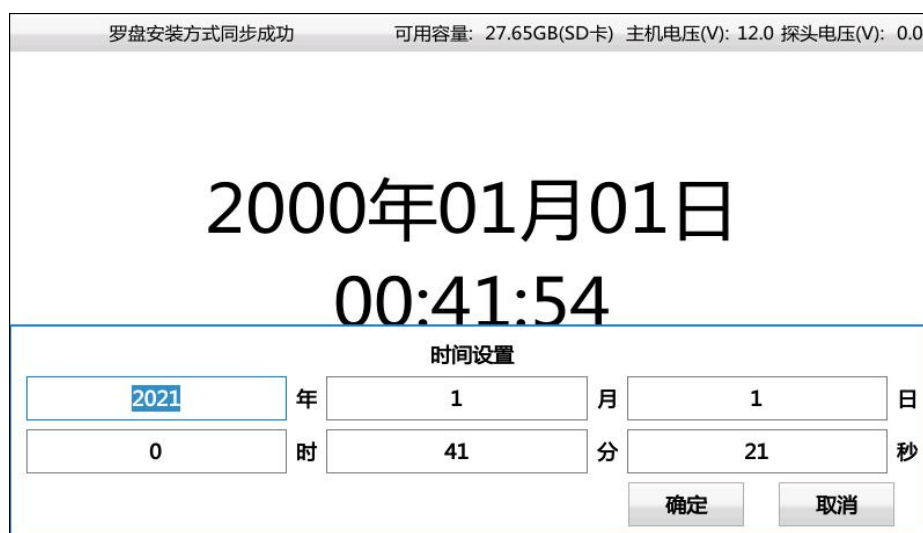 罗盘安装方式同步成功 可用容量: 27.65GB(SD卡) 主机电压(V): 12.0 探头电压(V): 0.0
2000年01月01日
00:41:54
时间设置
2021 年 1 月 1 日
0 时 41 分 21 秒
确定 取消